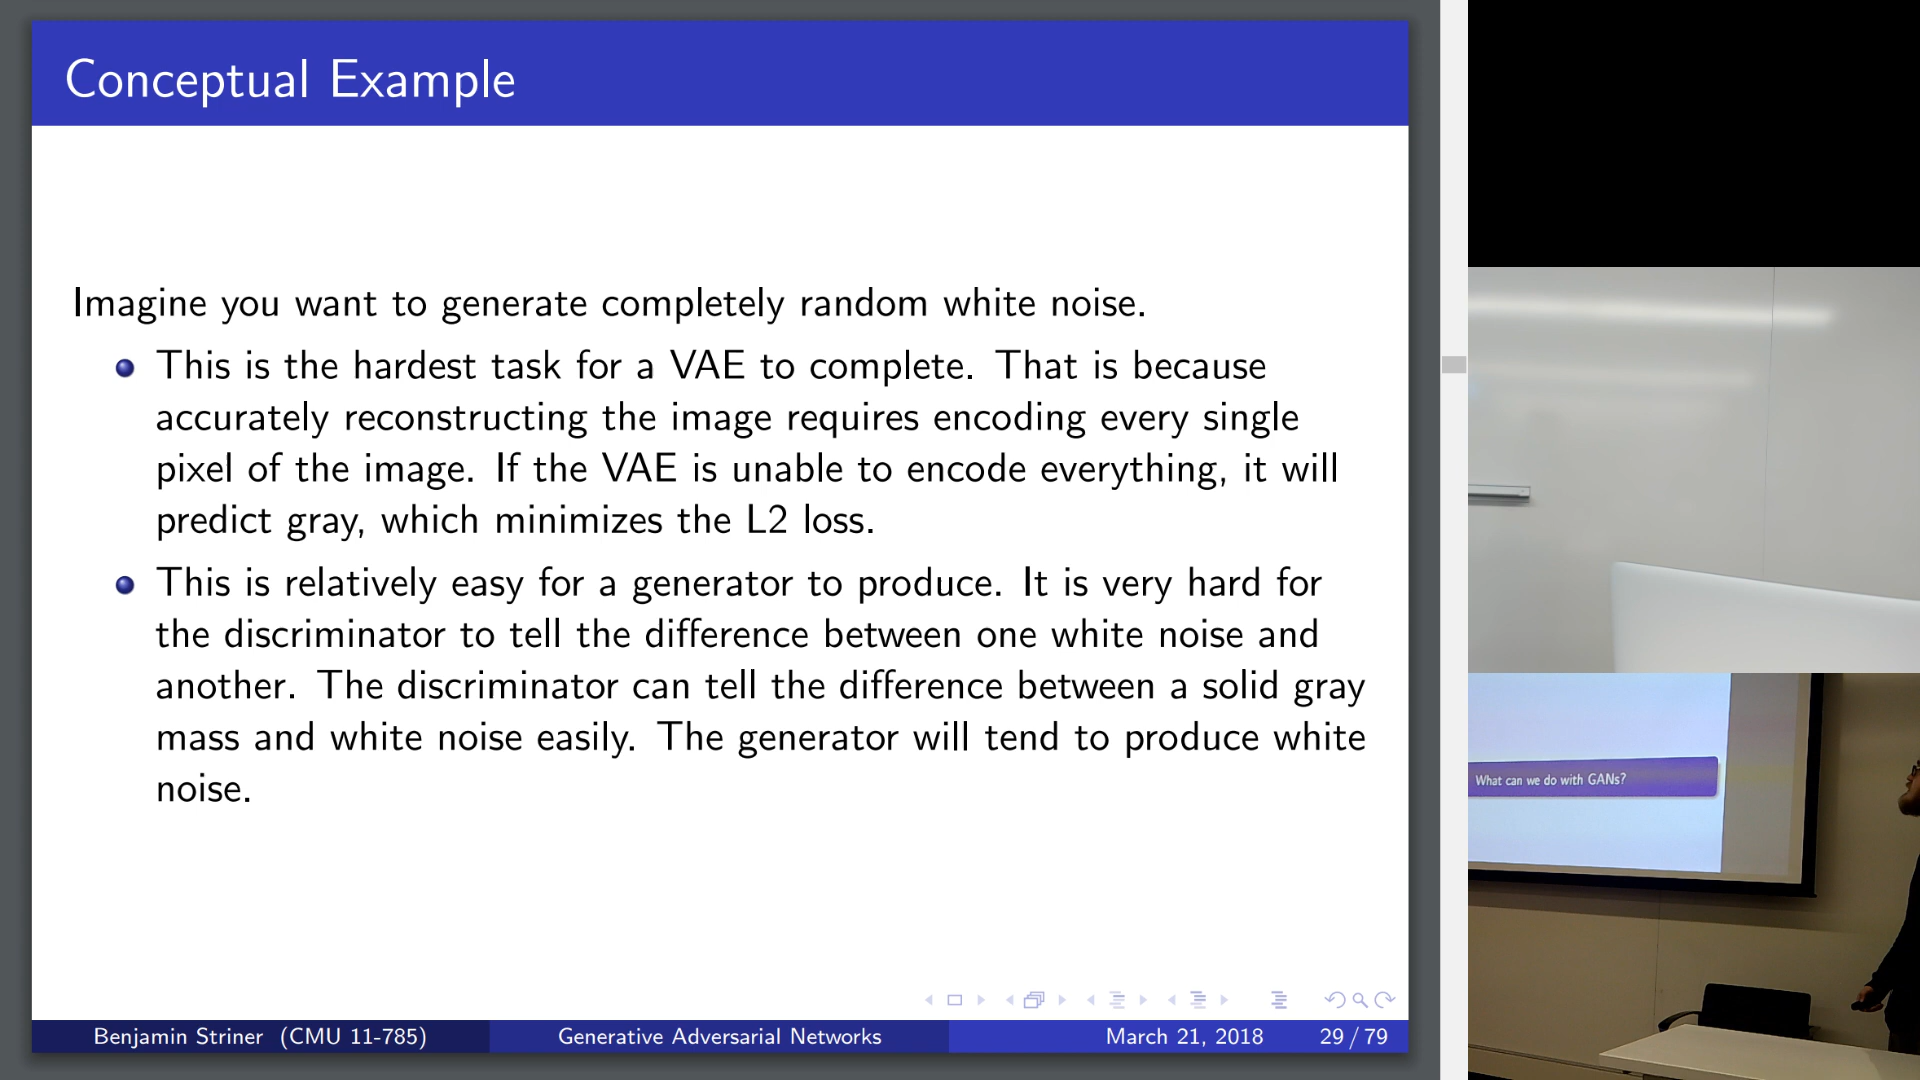 Conceptual Example
Imagine you want to generate completely random white noise.
This is the hardest task for a VAE to complete. That is because
accurately reconstructing the image requires encoding every single
pixel of the image. If the VAE is unable to encode everything, it will
predict gray, which minimizes the L2 loss.
This is relatively easy for a generator to produce. It is very hard for
the discriminator to tell the difference between one white noise and
another. The discriminator can tell the difference between a solid gray
mass and white noise easily. The generator will tend to produce white
noise.
Benjamin Striner (CMU 11-785) Generative Adversarial Networks March 21, 2018 29 / 79
What can we do with GANs?